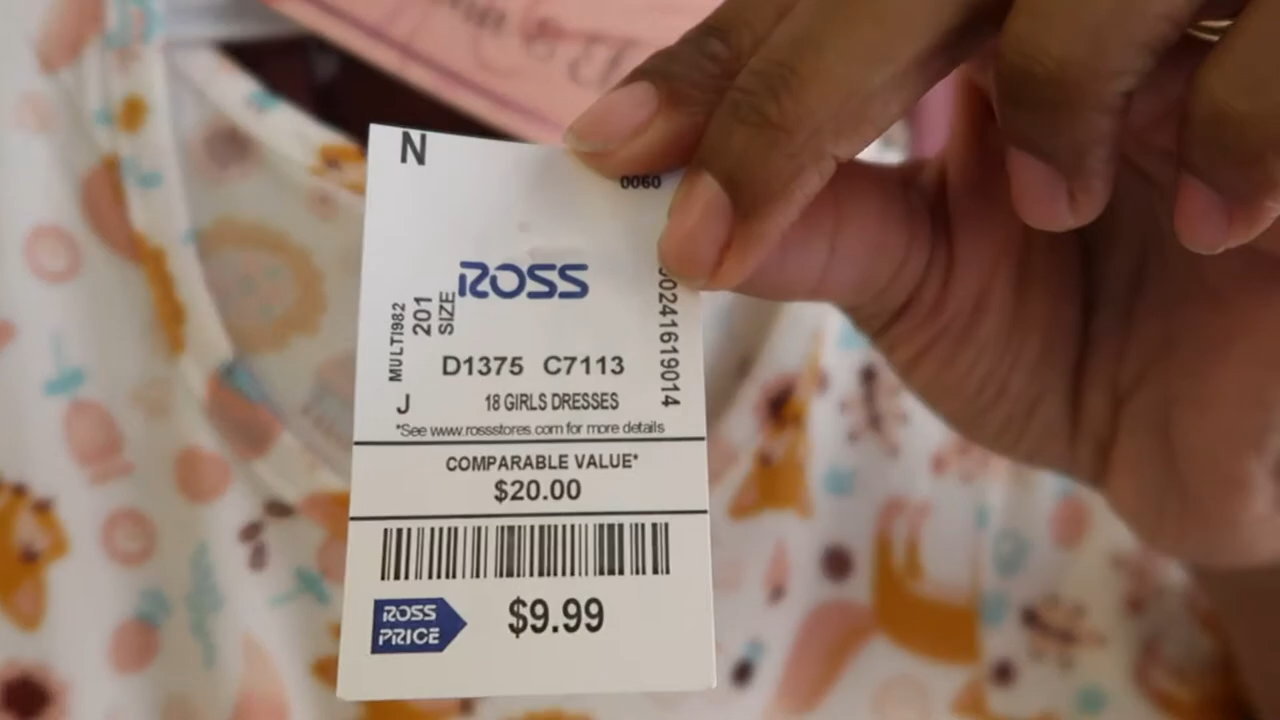 N
0060
ROSS
MULTI982
201
SIZE
00241619014
D1375 C7113
J
18 GIRLS DRESSES
*See www.rossstores.com for more details
COMPARABLE VALUE*
$20.00
ROSS
PRICE
$9.99